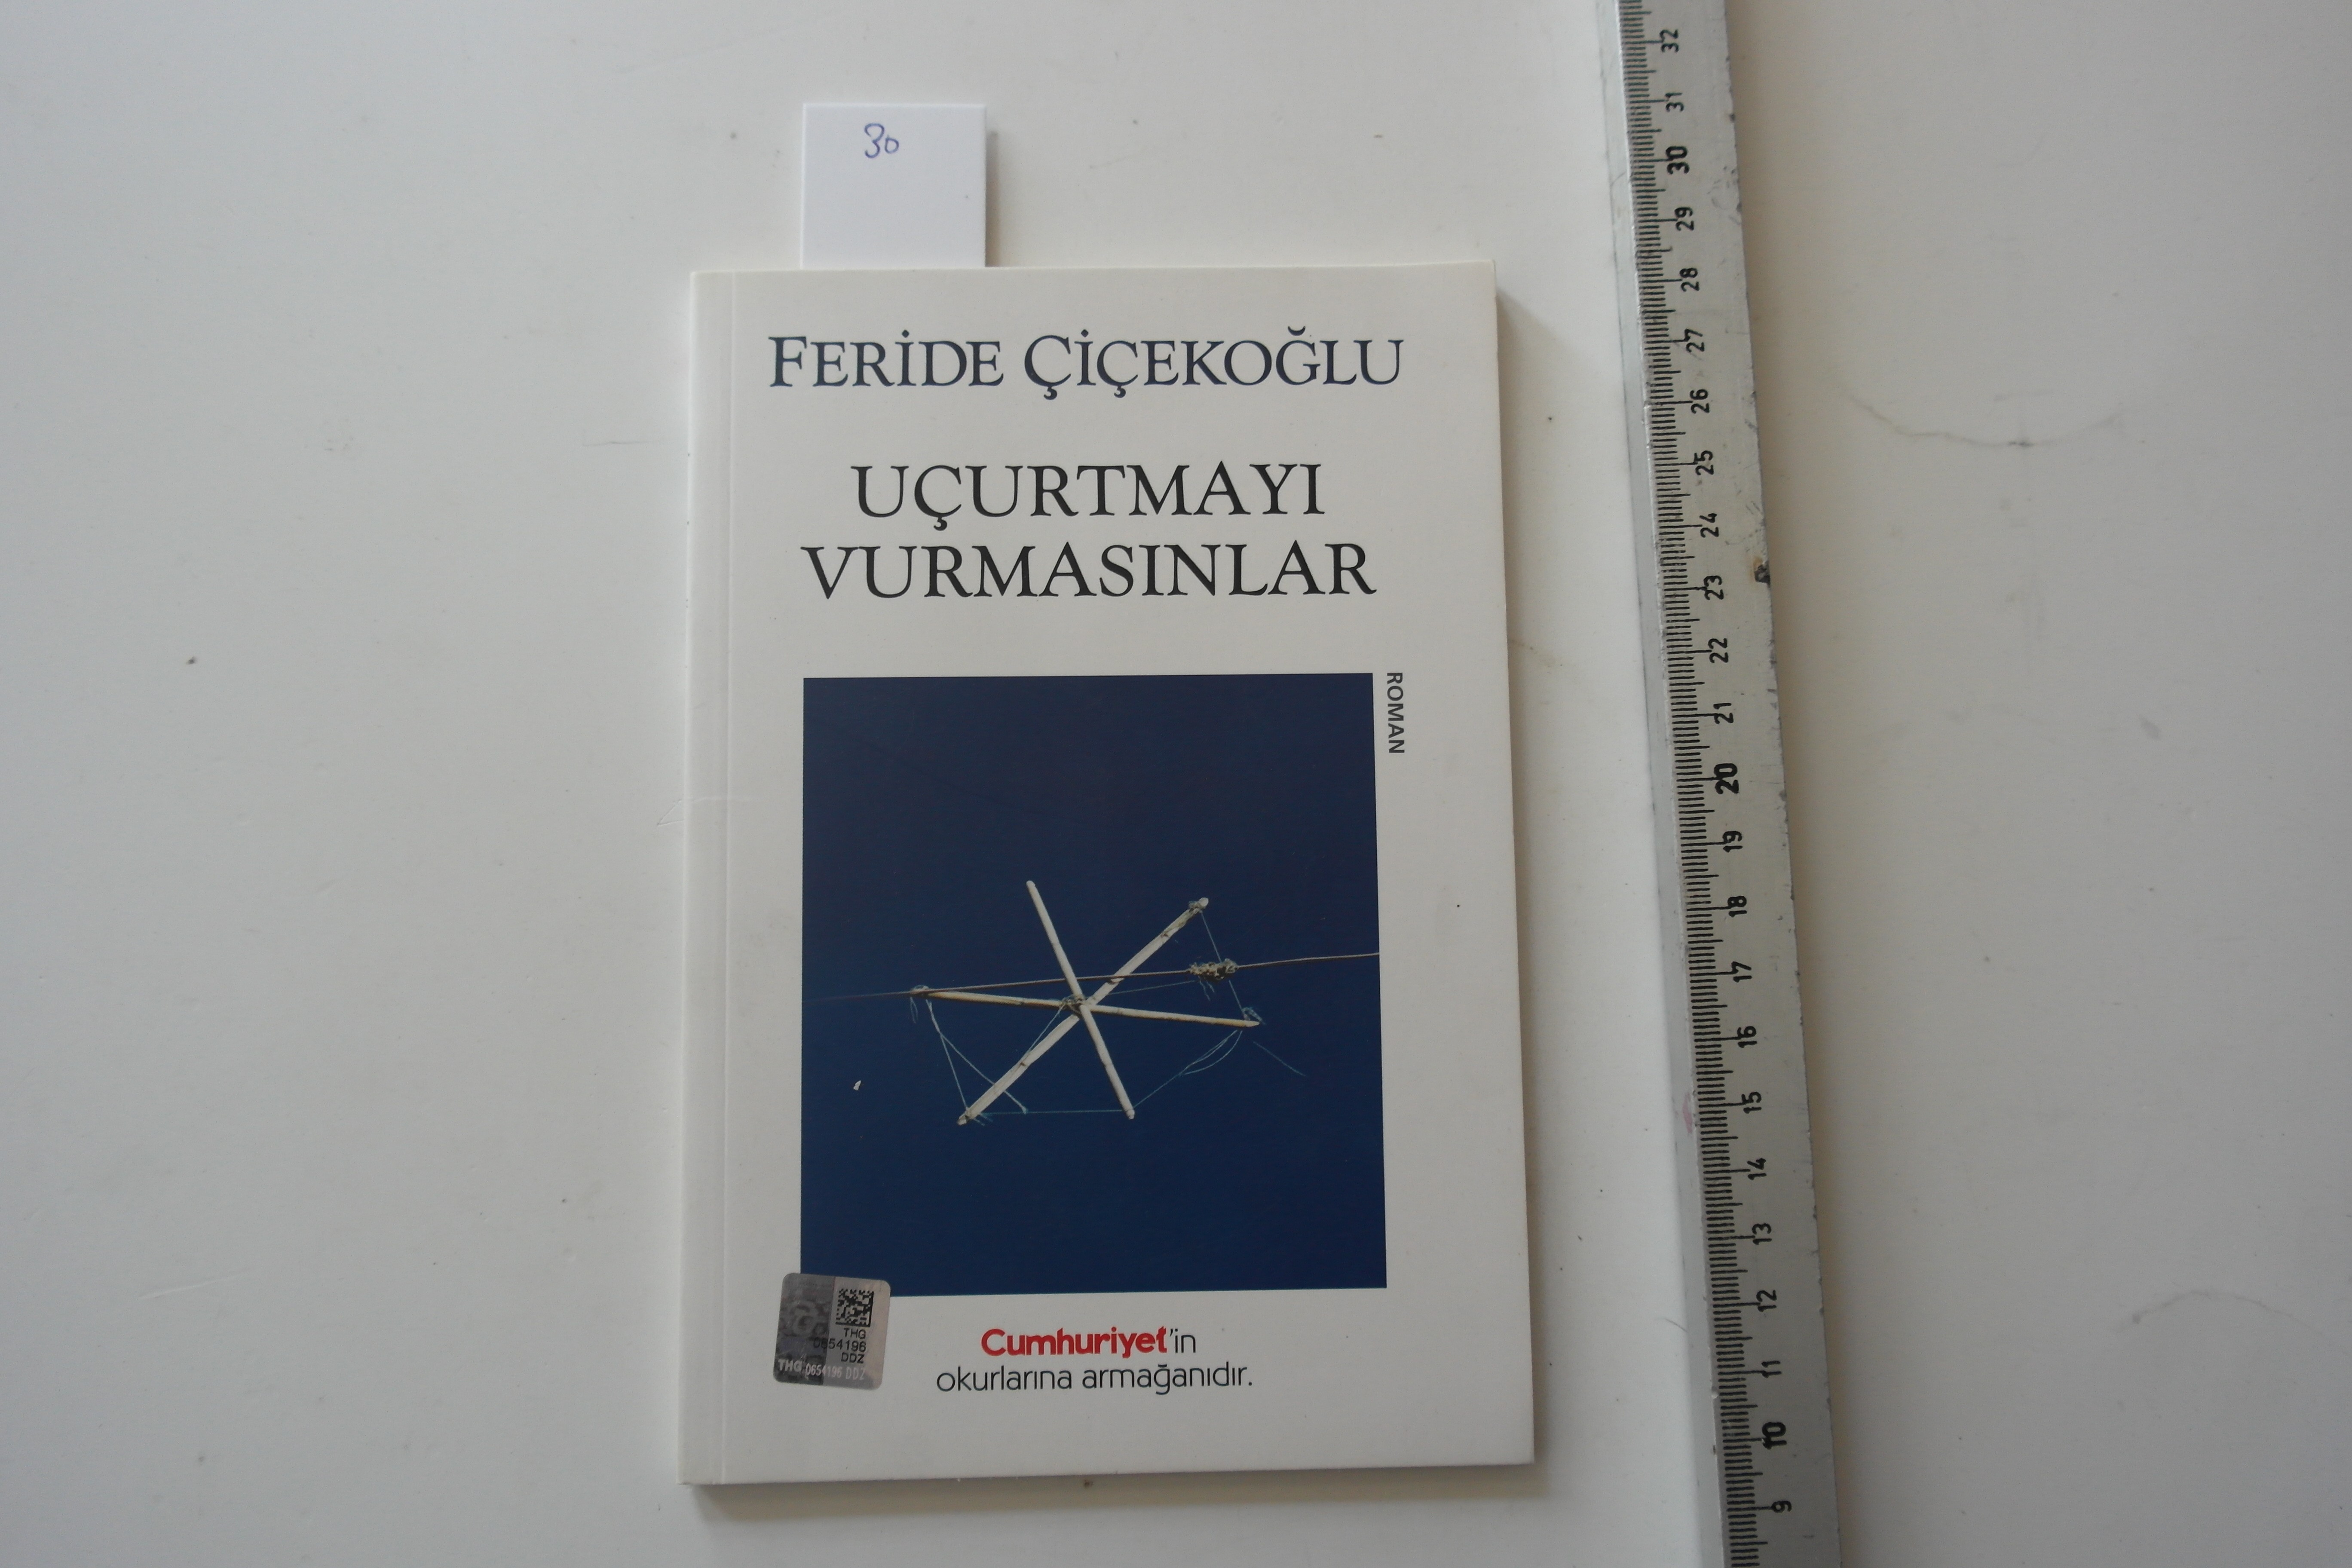 30
FERİDE ÇİÇEKOĞLU
UÇURTMAYI
VURMASINLAR
ROMAN
Cumhuriyet'in
okurlarına armağanıdır.
THG
0654196
DDZ
THG 0654196 DDZ
32
31
30
29
28
27
26
25
24
23
22
21
20
19
18
17
16
15
14
13
12
11
10
9